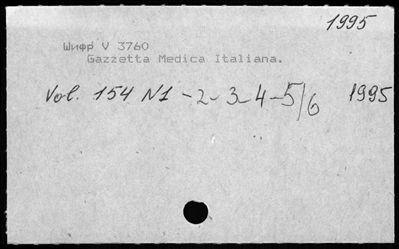 1995
Шифр V 3760
Gazzetta Medica Italiana.
Vol. 154 N1 - 2 - 3 - 4 - 5/6 1995